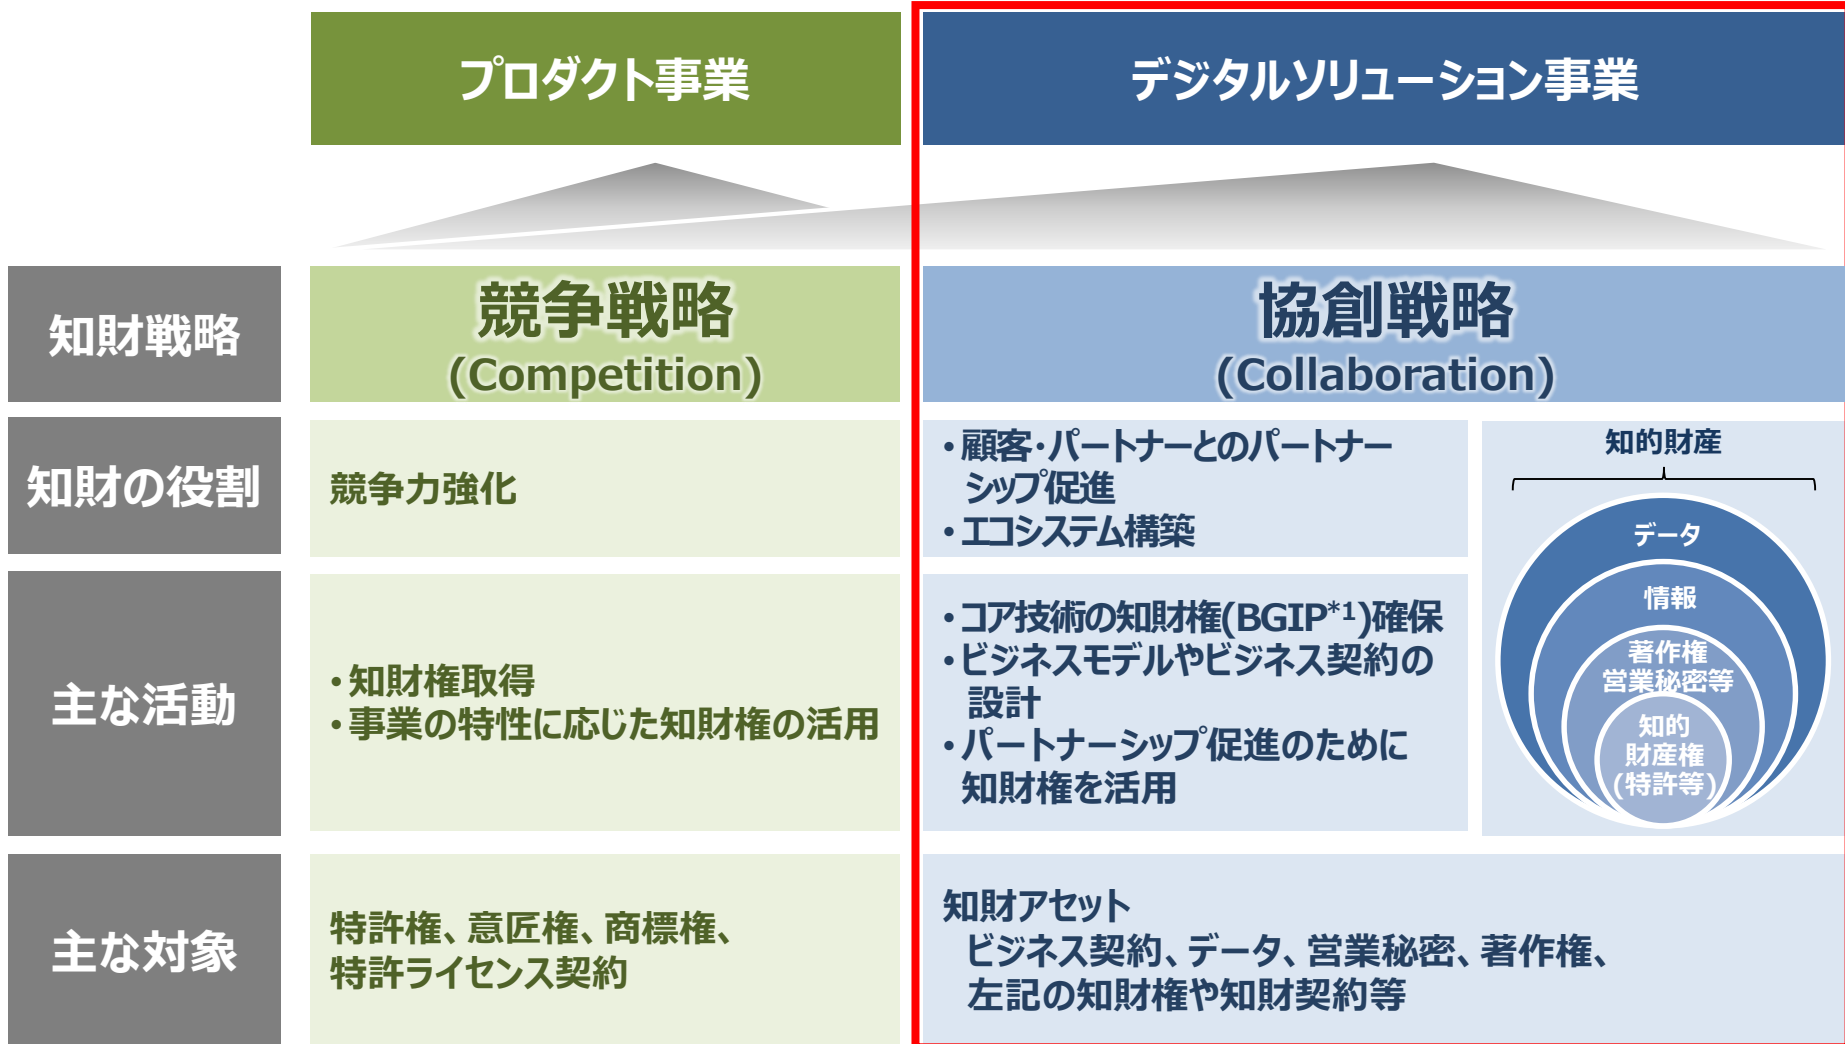 プロダクト事業
デジタルソリューション事業
知財戦略
競争戦略
(Competition)
協創戦略
(Collaboration)
知財の役割
競争力強化
・顧客・パートナーとのパートナー
シップ促進
・エコシステム構築
知的財産
データ
情報
著作権
営業秘密等
知的
財産権
(特許等)
主な活動
・知財権取得
・事業の特性に応じた知財権の活用
・コア技術の知財権(BGIP*1)確保
・ビジネスモデルやビジネス契約の
設計
・パートナーシップ促進のために
知財権を活用
主な対象
特許権、意匠権、商標権、
特許ライセンス契約
知財アセット
ビジネス契約、データ、営業秘密、著作権、
左記の知財権や知財契約等